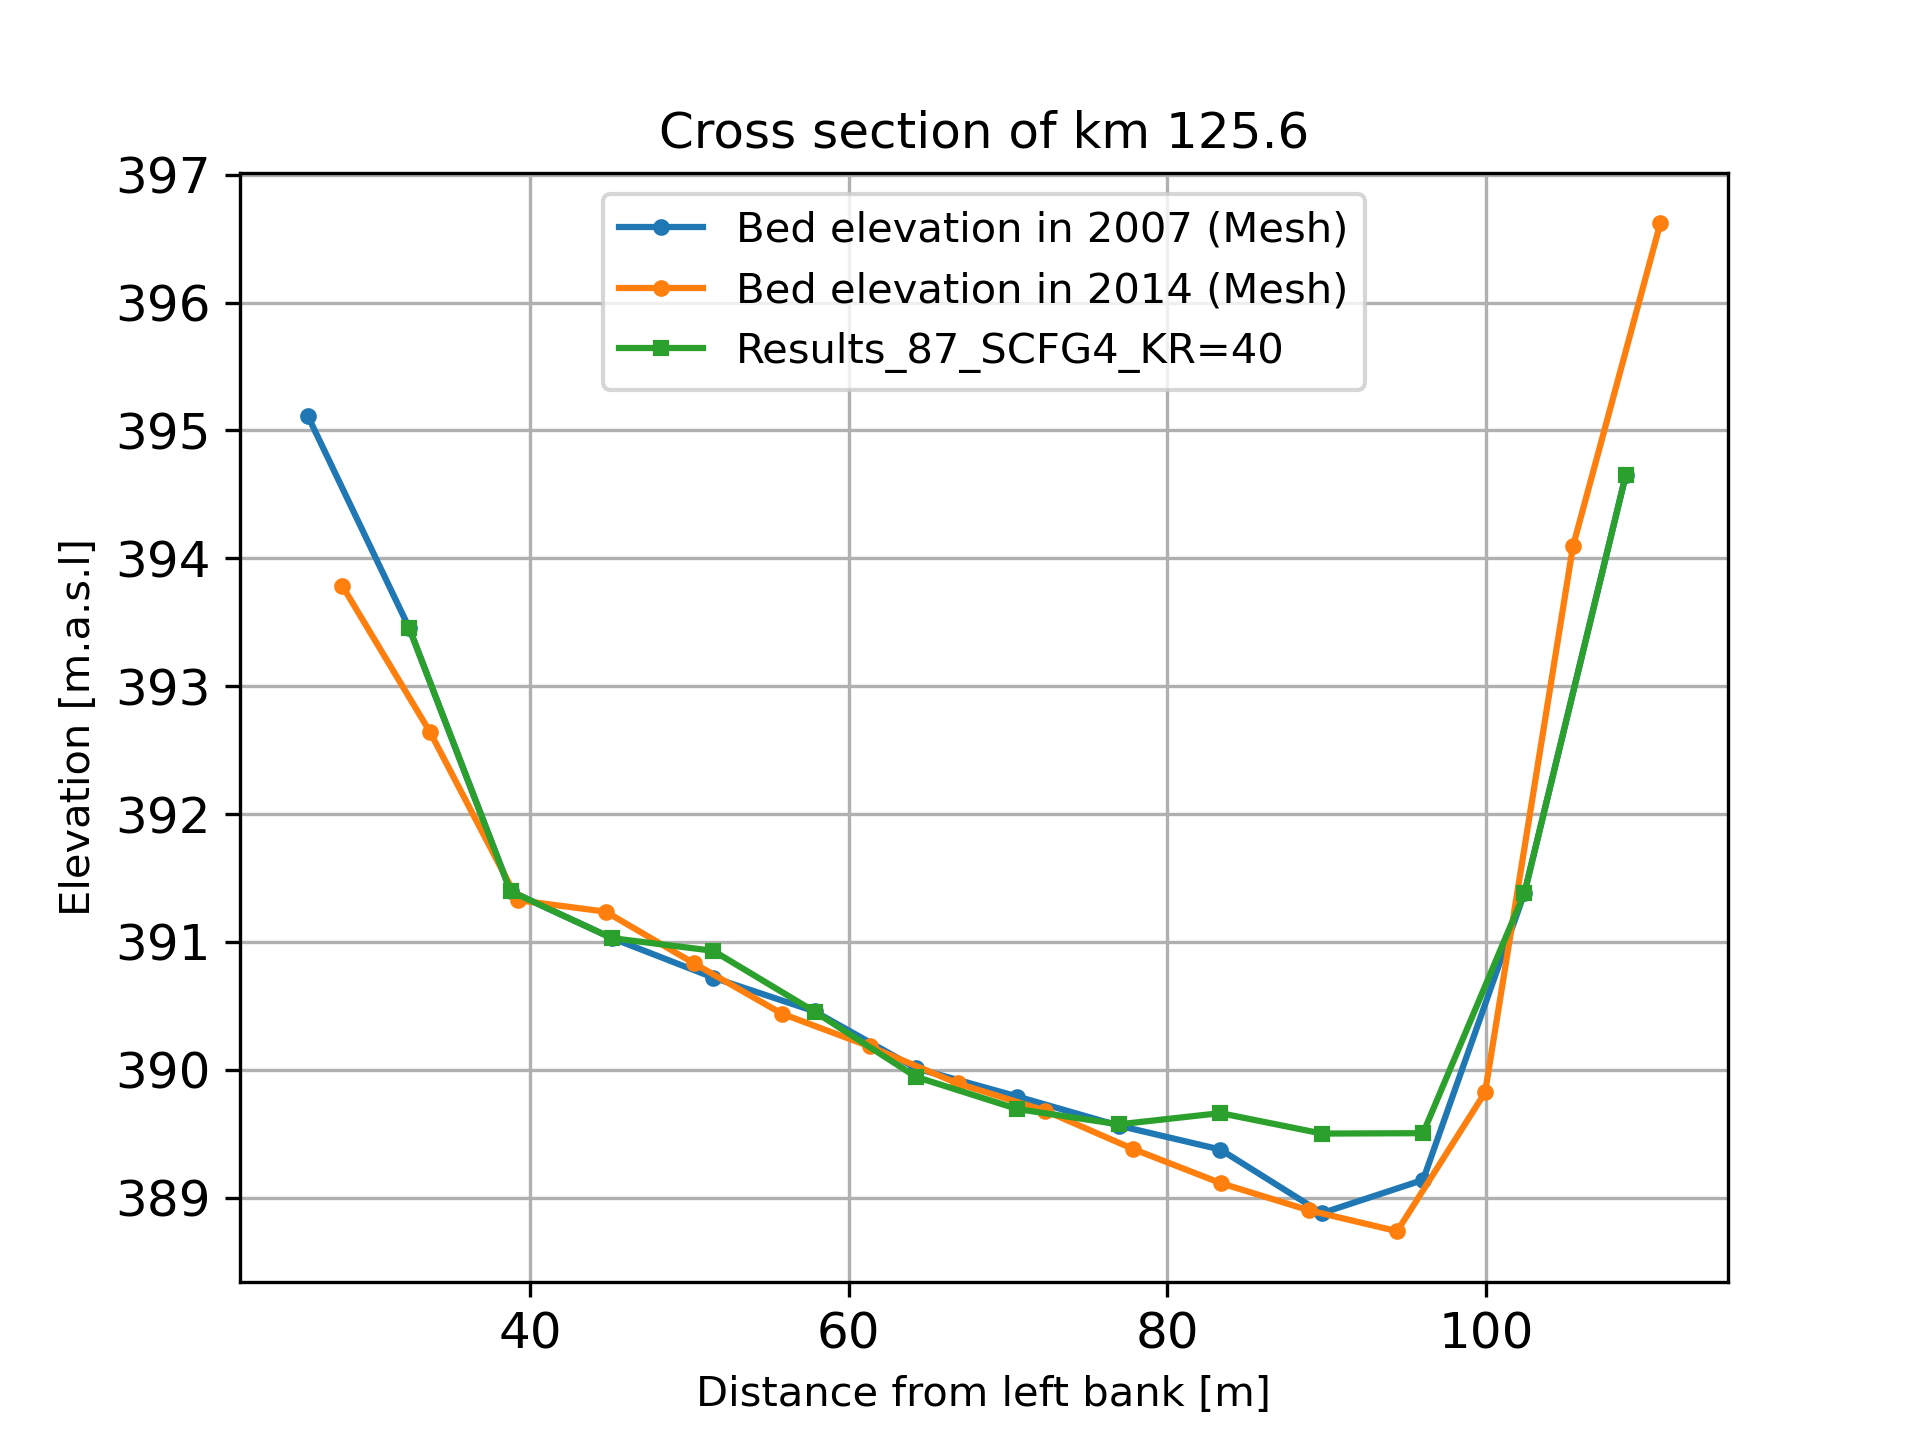 Cross section of km 125.6
397
396
395
394
393
392
391
390
389
Elevation [m.a.s.l]
Bed elevation in 2007 (Mesh)
Bed elevation in 2014 (Mesh)
Results_87_SCFG4_KR=40
40 60 80 100
Distance from left bank [m]